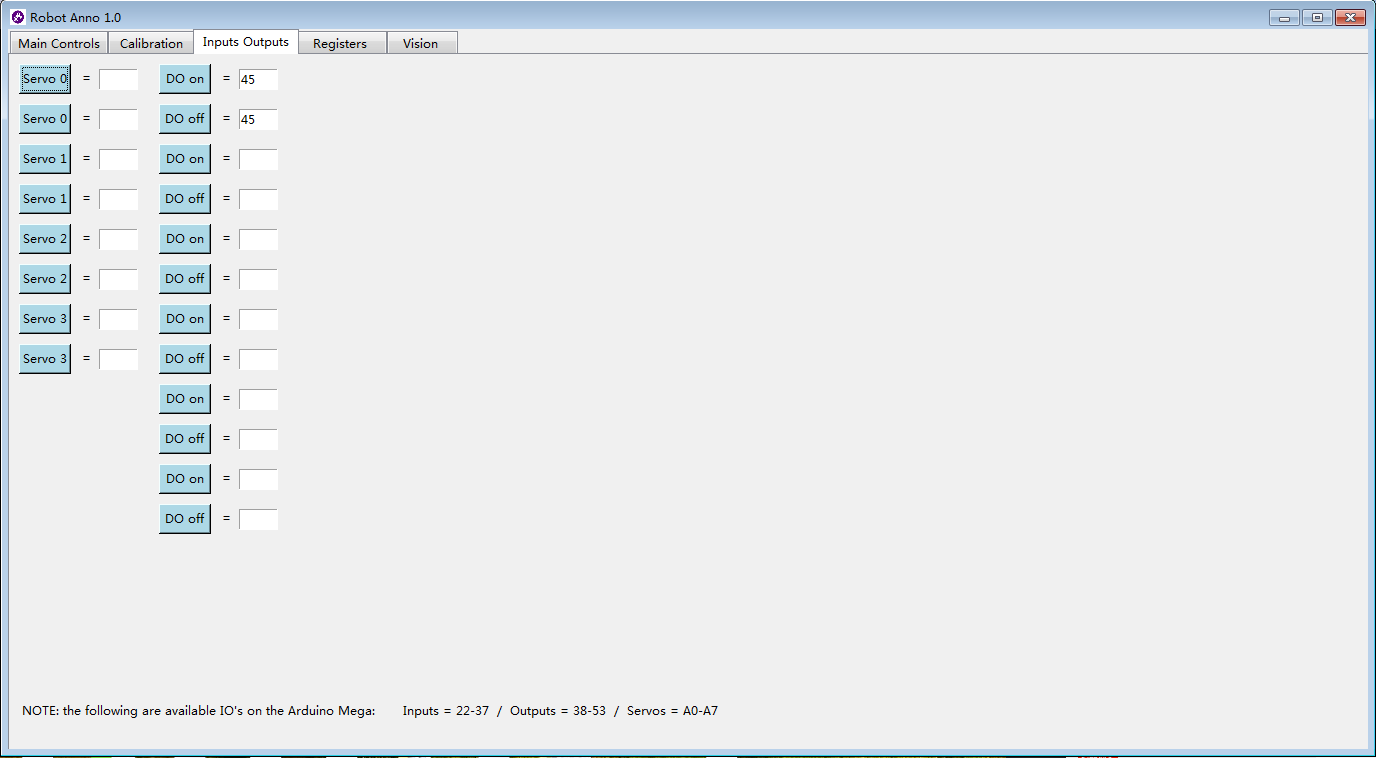 Robot Anno 1.0
Main Controls Calibration Inputs Outputs Registers Vision
Servo 0 = DO on = 45
Servo 0 = DO off = 45
Servo 1 = DO on =
Servo 1 = DO off =
Servo 2 = DO on =
Servo 2 = DO off =
Servo 3 = DO on =
Servo 3 = DO off =
DO on =
DO off =
DO on =
DO off =
NOTE: the following are available IO's on the Arduino Mega: Inputs = 22-37 / Outputs = 38-53 / Servos = A0-A7